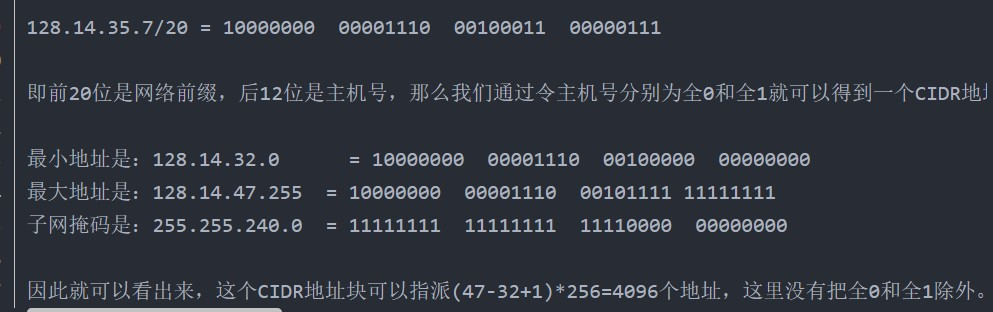 128.14.35.7/20 = 10000000  00001110  00100011  00000111
即前20位是网络前缀，后12位是主机号，那么我们通过令主机号分别为全0和全1就可以得到一个CIDR地
最小地址是：128.14.32.0      = 10000000  00001110  00100000  00000000
最大地址是：128.14.47.255  = 10000000  00001110  00101111 11111111
子网掩码是：255.255.240.0  = 11111111  11111111  11110000  00000000
因此就可以看出来，这个CIDR地址块可以指派(47-32+1)*256=4096个地址，这里没有把全0和全1除外。